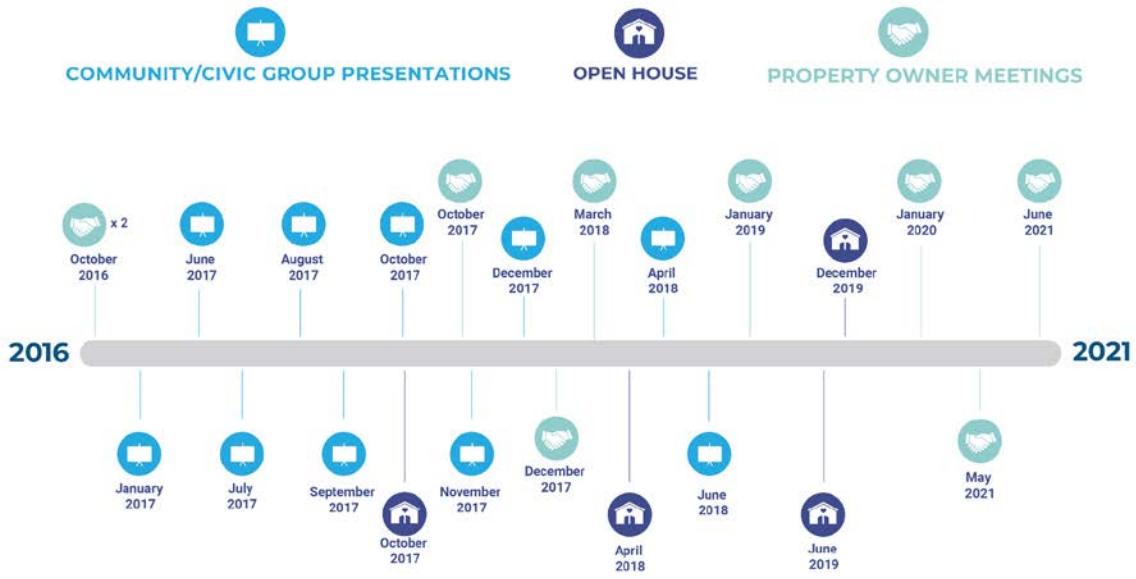 COMMUNITY/CIVIC GROUP PRESENTATIONS
OPEN HOUSE
PROPERTY OWNER MEETINGS
x 2
October
2016
June
2017
August
2017
October
2017
October
2017
December
2017
March
2018
April
2018
January
2019
December
2019
January
2020
June
2021
2016
2021
January
2017
July
2017
September
2017
October
2017
November
2017
December
2017
April
2018
June
2018
June
2019
May
2021